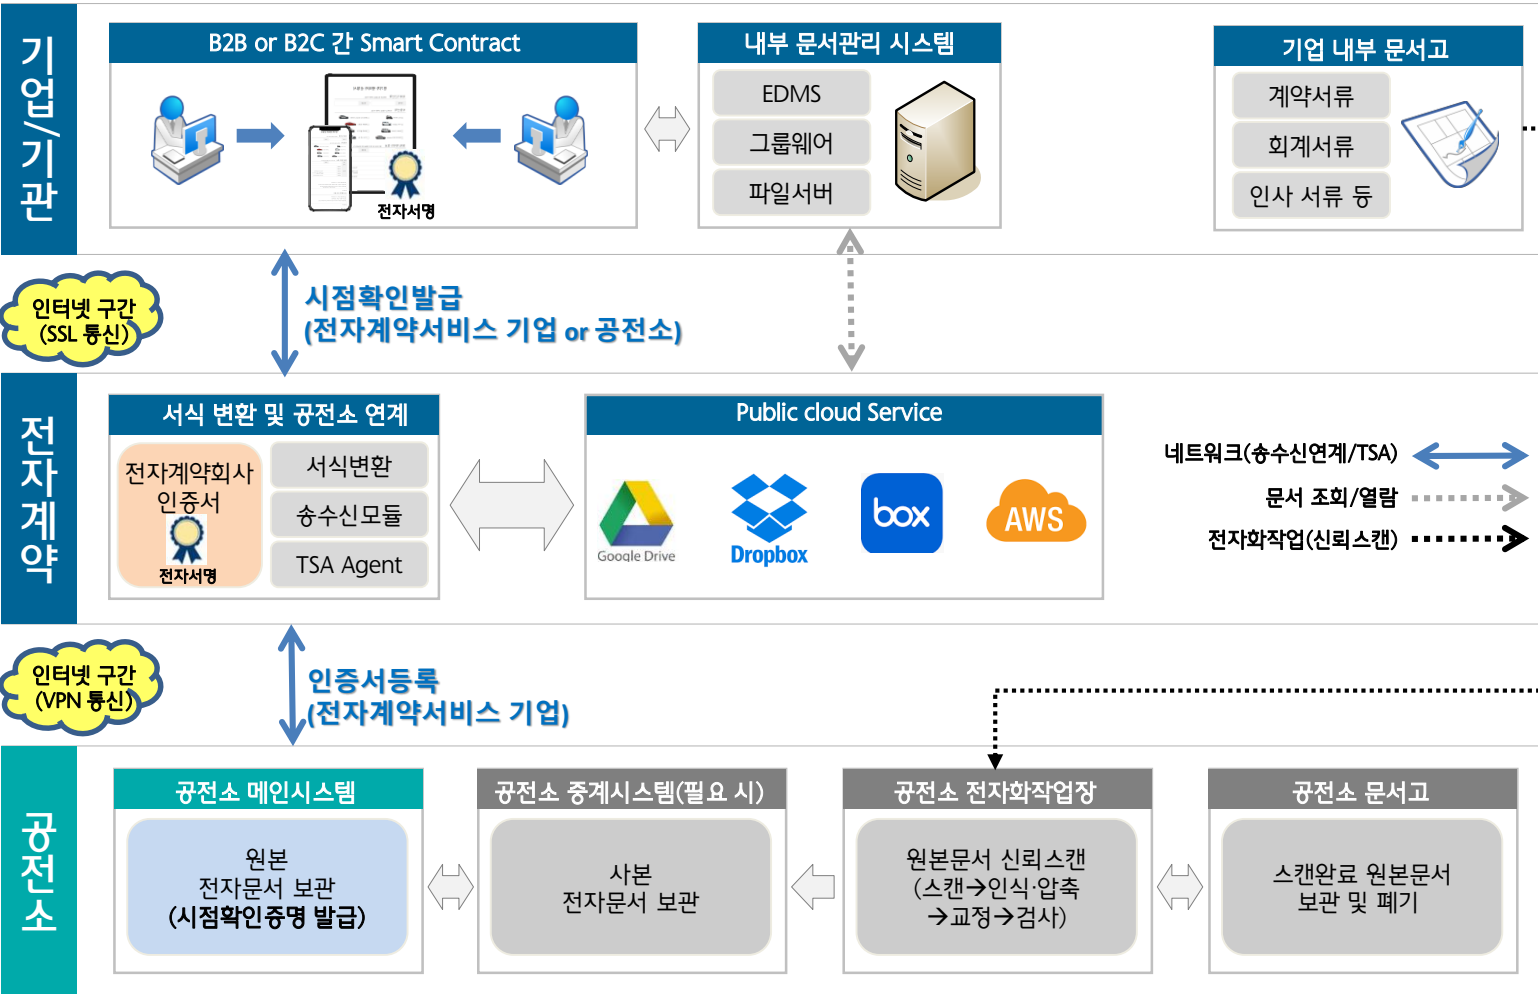 기업/기관
B2B or B2C 간 Smart Contract
전자서명
내부 문서관리 시스템
EDMS
그룹웨어
파일서버
기업 내부 문서고
계약서류
회계서류
인사 서류 등
인터넷 구간
(SSL 통신)
시점확인발급
(전자계약서비스 기업 or 공전소)
전자계약
서식 변환 및 공전소 연계
전자계약회사
인증서
전자서명
서식변환
송수신모듈
TSA Agent
Public cloud Service
Google Drive
Dropbox
box
AWS
네트워크(송수신연계/TSA)
문서 조회/열람
전자화작업(신뢰스캔)
인터넷 구간
(VPN 통신)
인증서등록
(전자계약서비스 기업)
공전소
공전소 메인시스템
원본
전자문서 보관
(시점확인증명 발급)
공전소 중계시스템(필요 시)
사본
전자문서 보관
공전소 전자화작업장
원본문서 신뢰스캔
(스캔→인식·압축
→교정→검사)
공전소 문서고
스캔완료 원본문서
보관 및 폐기